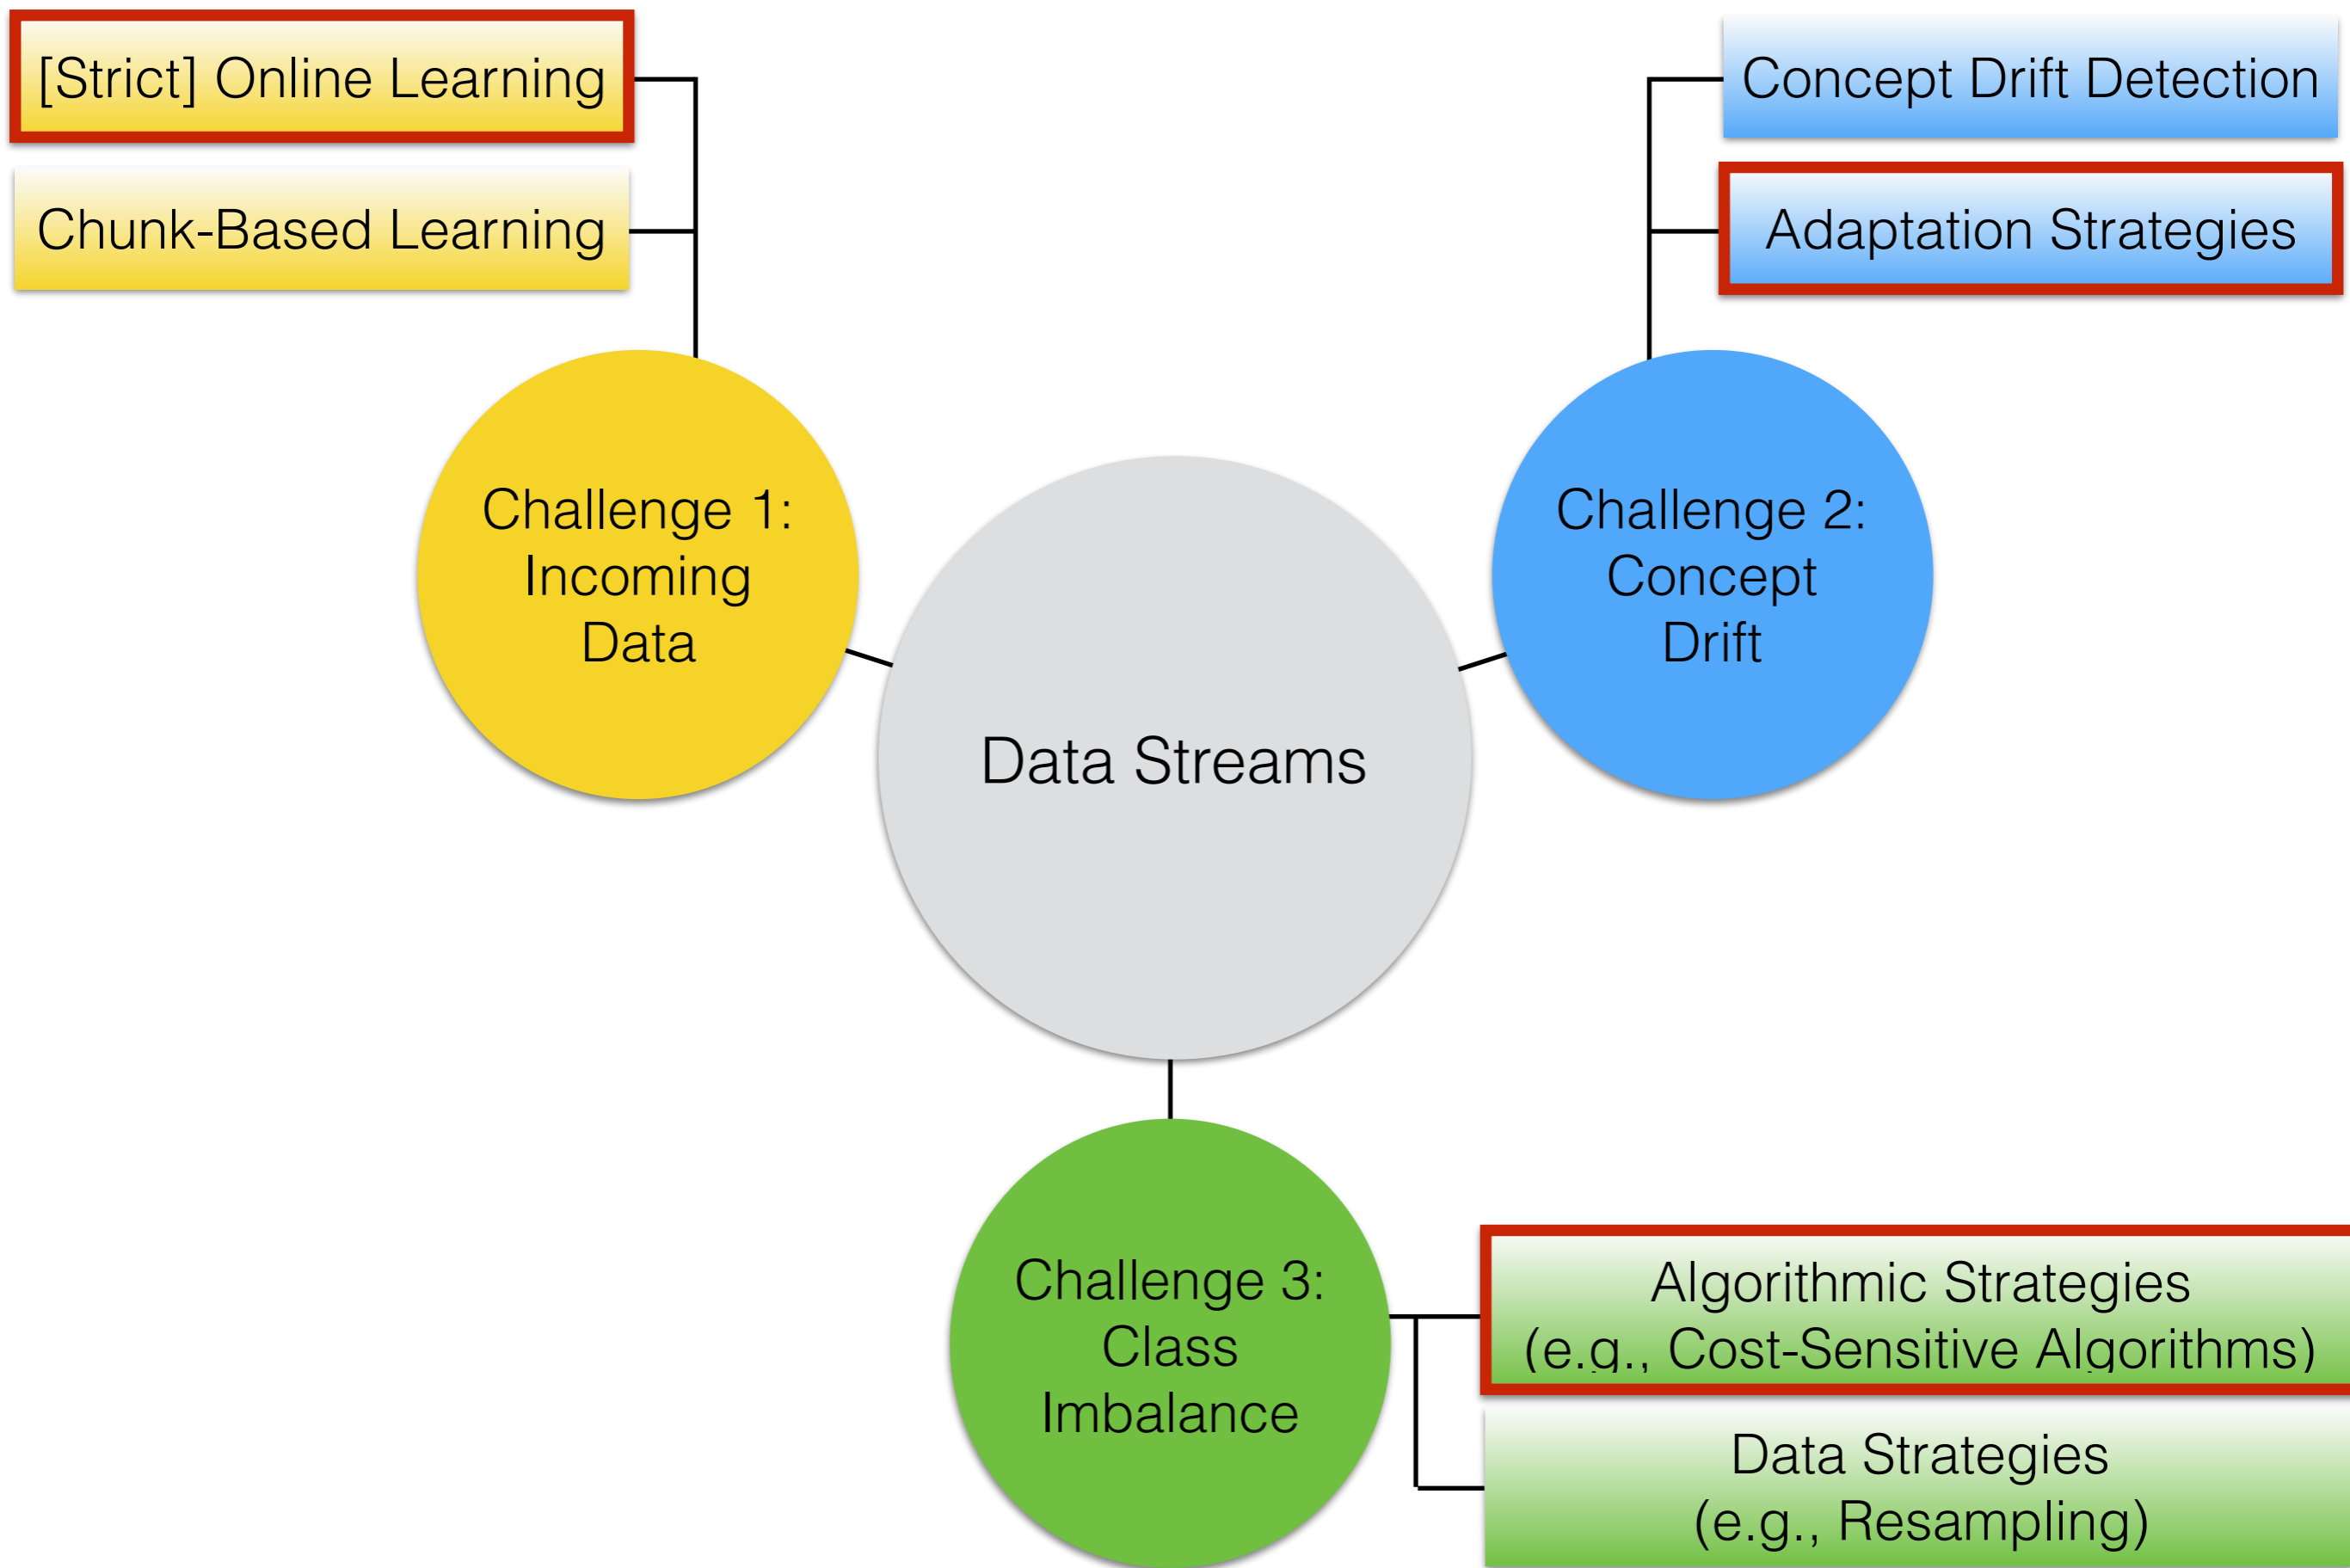 [Strict] Online Learning
Chunk-Based Learning
Concept Drift Detection
Adaptation Strategies
Challenge 1:
Incoming
Data
Challenge 2:
Concept
Drift
Data Streams
Challenge 3:
Class
Imbalance
Algorithmic Strategies
(e.g., Cost-Sensitive Algorithms)
Data Strategies
(e.g., Resampling)